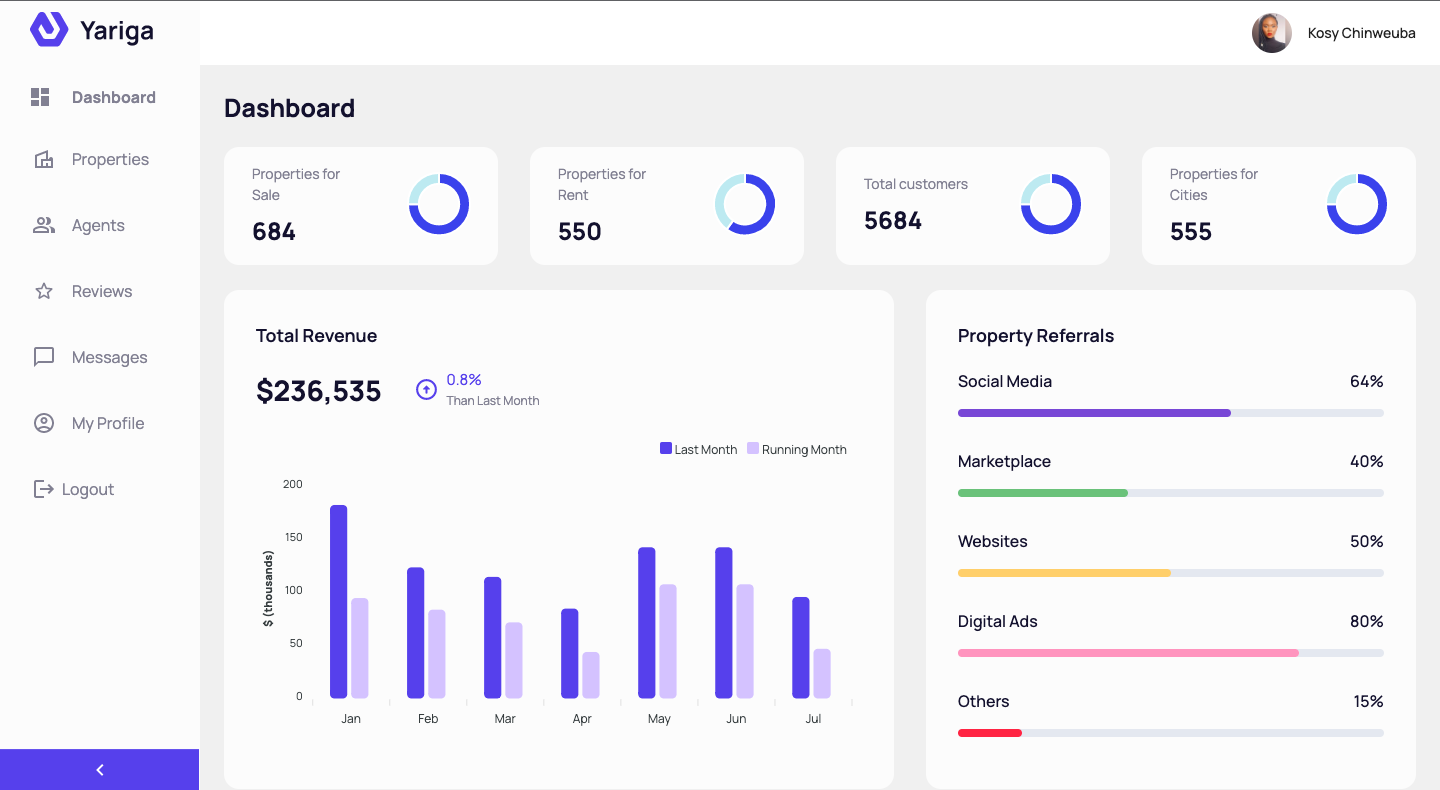 Yariga
Kosy Chinweuba
Dashboard
Properties
Agents
Reviews
Messages
My Profile
Logout
Dashboard
Properties for
Sale
684
Properties for
Rent
550
Total customers
5684
Properties for
Cities
555
Total Revenue
$236,535
0.8%
Than Last Month
Last Month
Running Month
$ (thousands)
200
150
100
50
0
Jan Feb Mar Apr May Jun Jul
Property Referrals
Social Media 64%
Marketplace 40%
Websites 50%
Digital Ads 80%
Others 15%